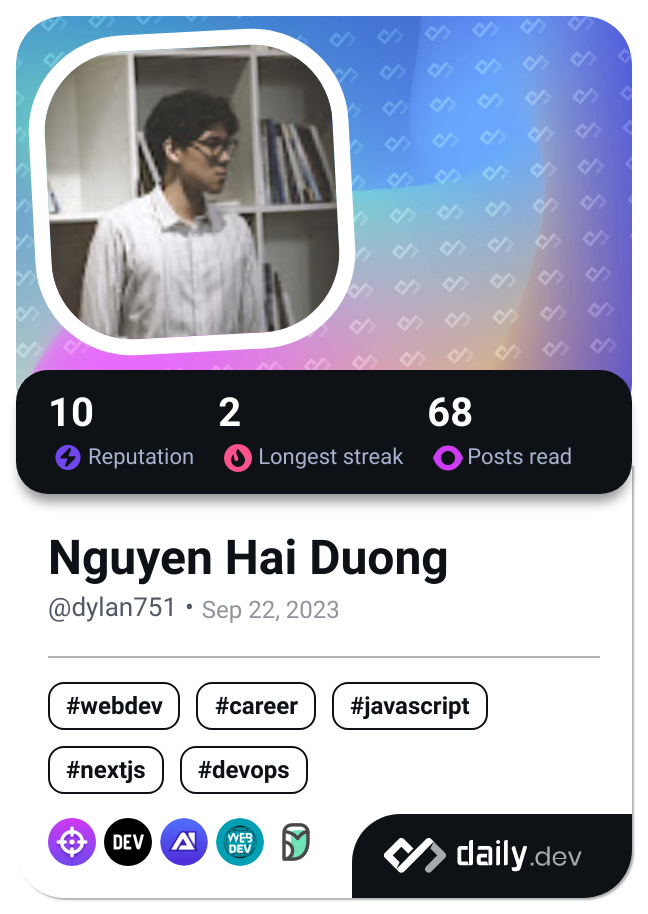 10 2 68
Reputation Longest streak Posts read
Nguyen Hai Duong
@dylan751 • Sep 22, 2023
#webdev #career #javascript
#nextjs #devops
DEV WEB DEV
daily.dev